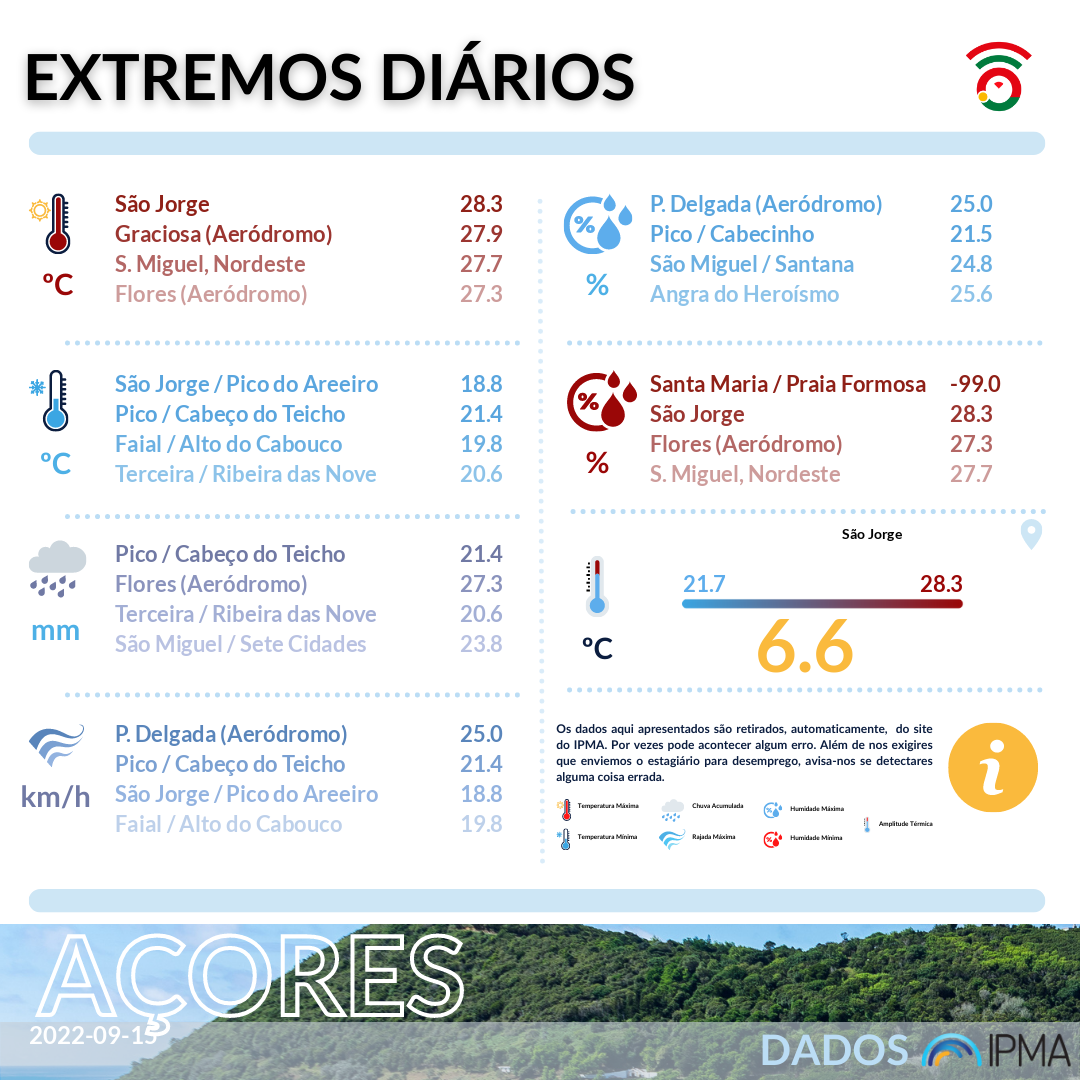 EXTREMOS DIÁRIOS
São Jorge 28.3
Graciosa (Aeródromo) 27.9
S. Miguel, Nordeste 27.7
Flores (Aeródromo) 27.3
ºC
São Jorge / Pico do Areeiro 18.8
Pico / Cabeço do Teicho 21.4
Faial / Alto do Cabouco 19.8
Terceira / Ribeira das Nove 20.6
ºC
Pico / Cabeço do Teicho 21.4
Flores (Aeródromo) 27.3
Terceira / Ribeira das Nove 20.6
São Miguel / Sete Cidades 23.8
mm
P. Delgada (Aeródromo) 25.0
Pico / Cabeço do Teicho 21.4
São Jorge / Pico do Areeiro 18.8
Faial / Alto do Cabouco 19.8
km/h
%
P. Delgada (Aeródromo) 25.0
Pico / Cabecinho 21.5
São Miguel / Santana 24.8
Angra do Heroísmo 25.6
%
%
Santa Maria / Praia Formosa -99.0
São Jorge 28.3
Flores (Aeródromo) 27.3
S. Miguel, Nordeste 27.7
%
São Jorge
21.7 28.3
6.6
ºC
Os dados aqui apresentados são retirados, automaticamente, do site
do IPMA. Por vezes pode acontecer algum erro. Além de nos exigires
que enviemos o estagiário para desemprego, avisa-nos se detectares
alguma coisa errada.
i
Temperatura Máxima Chuva Acumulada Humidade Máxima
Amplitude Térmica
Temperatura Mínima Rajada Máxima Humidade Mínima
AÇORES
2022-09-15
DADOS IPMA